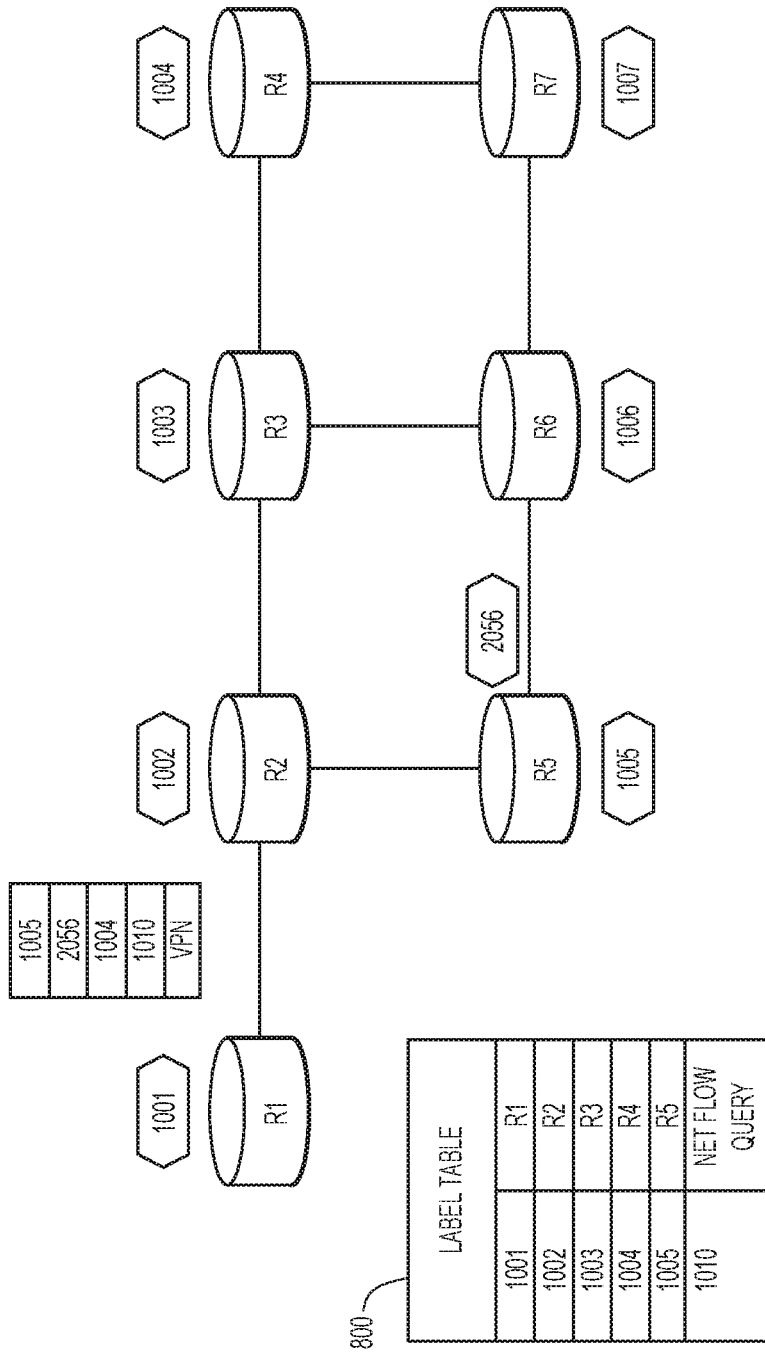 1005
2056
1004
1010
VPN
1001
1002
1003
1004
R1
R2
R3
R4
2056
R5
R6
R7
1005
1006
1007
800
LABEL TABLE
1001 R1
1002 R2
1003 R3
1004 R4
1005 R5
1010 NET FLOW
QUERY